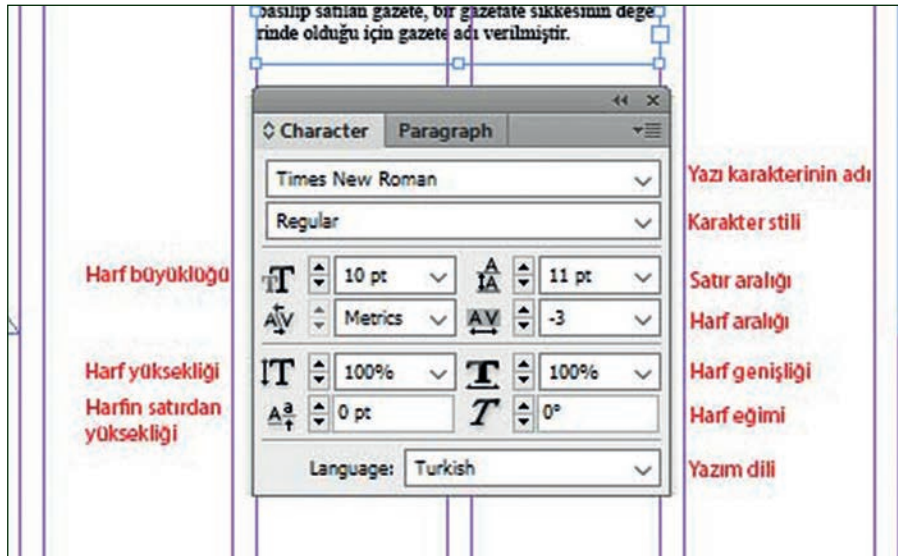 basılıp satılan gazete, bir gazetate sikkesinin değe
rinde olduğu için gazete adı verilmiştir.
Character Paragraph
Times New Roman Yazı karakterinin adı
Regular Karakter stili
Harf büyüklüğü 10 pt 11 pt Satır aralığı
Metrics -3 Harf aralığı
Harf yüksekliği 100% 100% Harf genişliği
Harfin satırdan
yüksekliği 0 pt 0° Harf eğimi
Language: Turkish Yazım dili